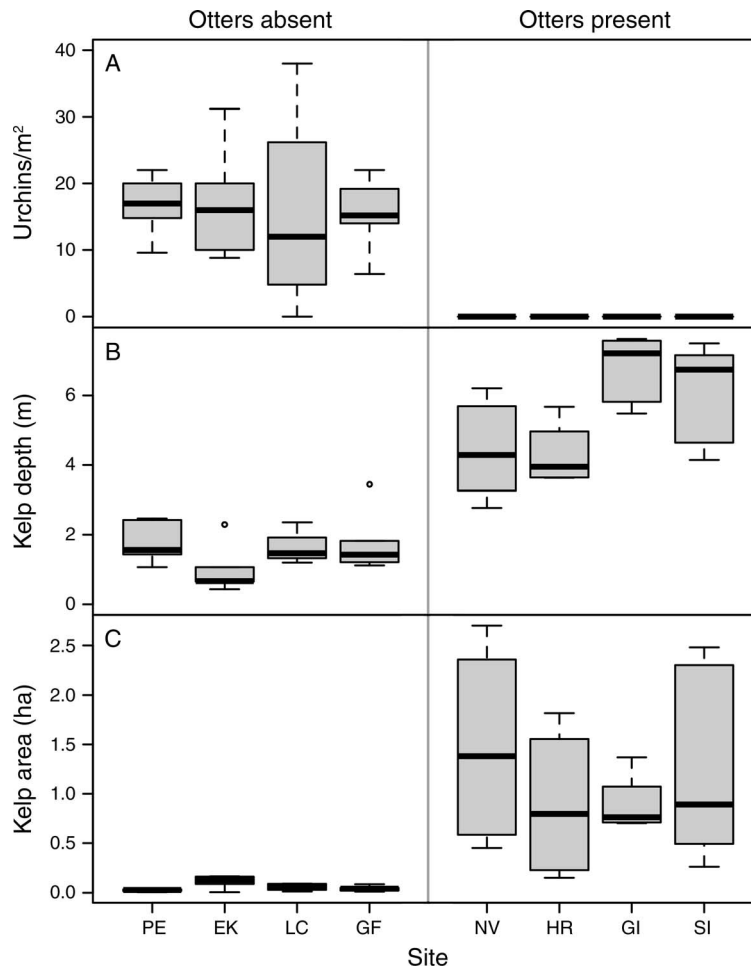 Otters absent
Otters present
A
Urchins/m²
40
30
20
10
0
B
Kelp depth (m)
6
4
2
0
C
Kelp area (ha)
2.5
2.0
1.5
1.0
0.5
0.0
PE EK LC GF NV HR GI SI
Site